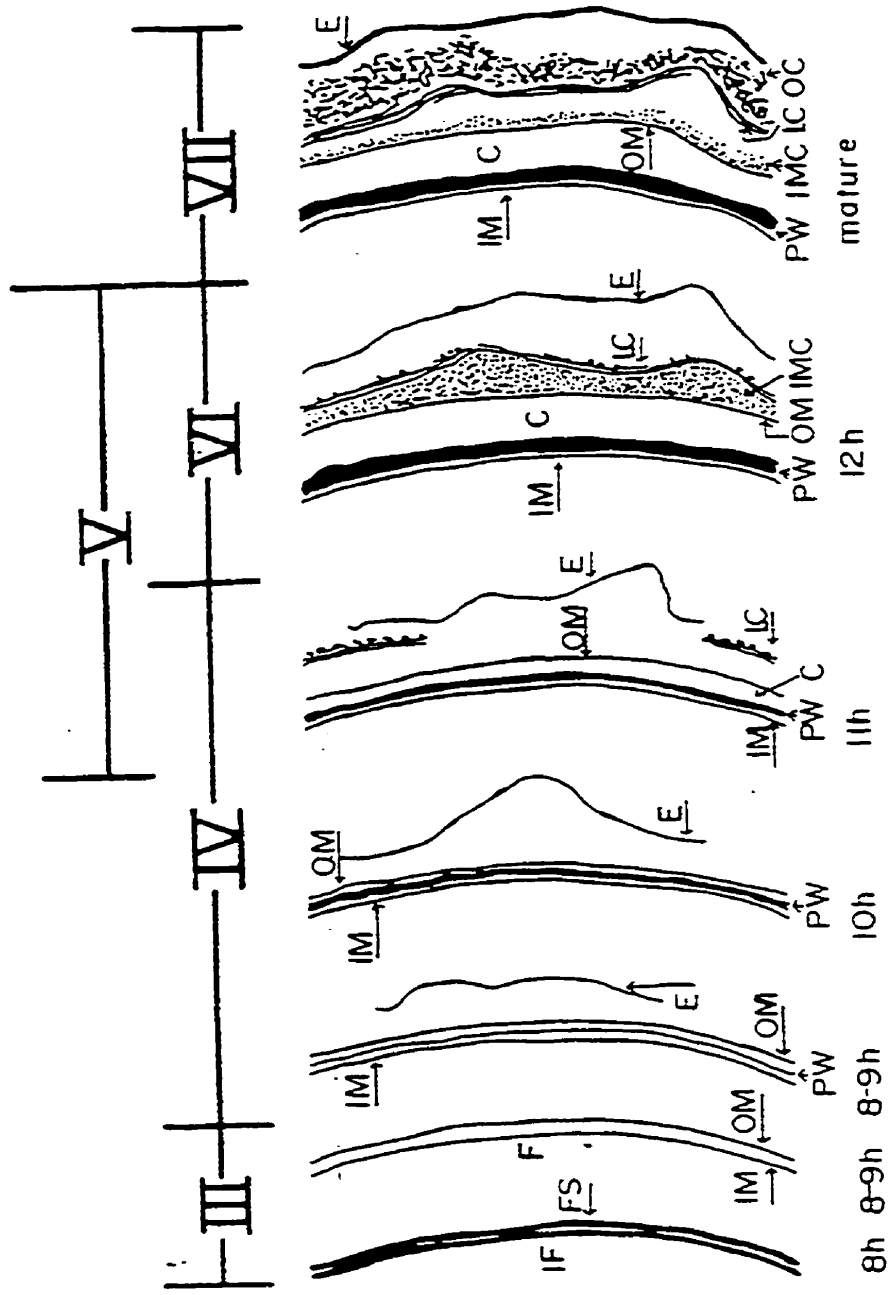 V
III IV VI VII
IF
FS
8h
F
OM
IM
8-9h
IM
E
OM
PW
8-9h
OM
IM
E
PW
10h
OM
E
LC
IM
PW
C
11h
E
C
LC
IM
PW OM IMC
12h
E
C
IM
OM
PW IMC LC OC
mature